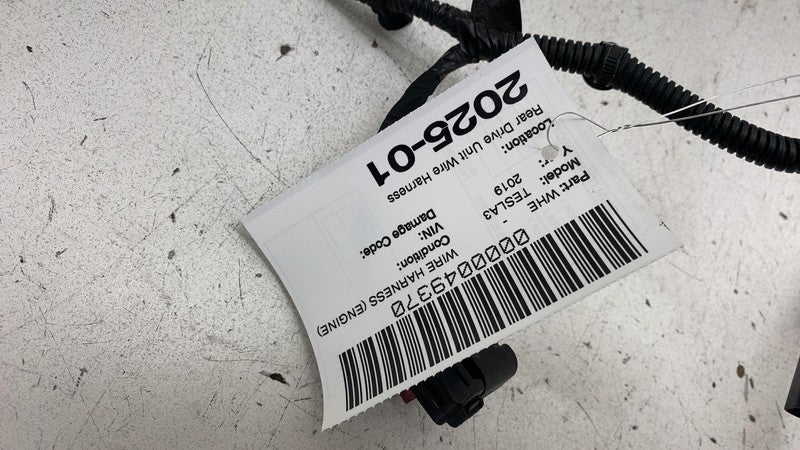 0000049370
Part: WHE - WIRE HARNESS (ENGINE)
Model: TESLA3 Condition:
Y r: 2019 VIN:
Location: Damage Code:
Rear Drive Unit Wire Harness
2025-01